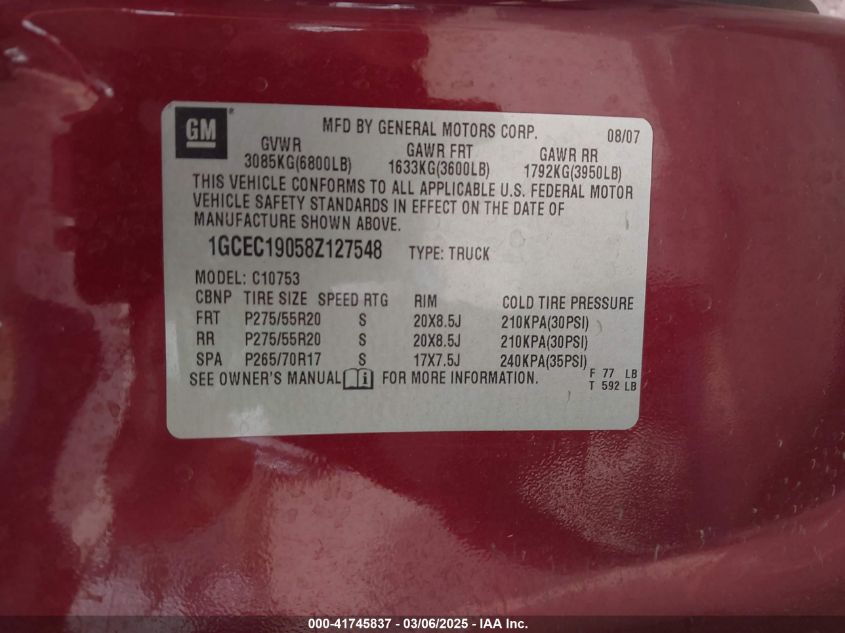 GM
MFD BY GENERAL MOTORS CORP. 08/07
GVWR GAWR FRT GAWR RR
3085KG(6800LB) 1633KG(3600LB) 1792KG(3950LB)
THIS VEHICLE CONFORMS TO ALL APPLICABLE U.S. FEDERAL MOTOR
VEHICLE SAFETY STANDARDS IN EFFECT ON THE DATE OF
MANUFACTURE SHOWN ABOVE.
1GCEC19058Z127548 TYPE: TRUCK
MODEL: C10753
CBNP TIRE SIZE SPEED RTG RIM COLD TIRE PRESSURE
FRT P275/55R20 S 20X8.5J 210KPA(30PSI)
RR P275/55R20 S 20X8.5J 210KPA(30PSI)
SPA P265/70R17 S 17X7.5J 240KPA(35PSI)
SEE OWNER'S MANUAL i FOR MORE INFORMATION. F 77 LB
T 592 LB
000-41745837 - 03/06/2025 - IAA Inc.